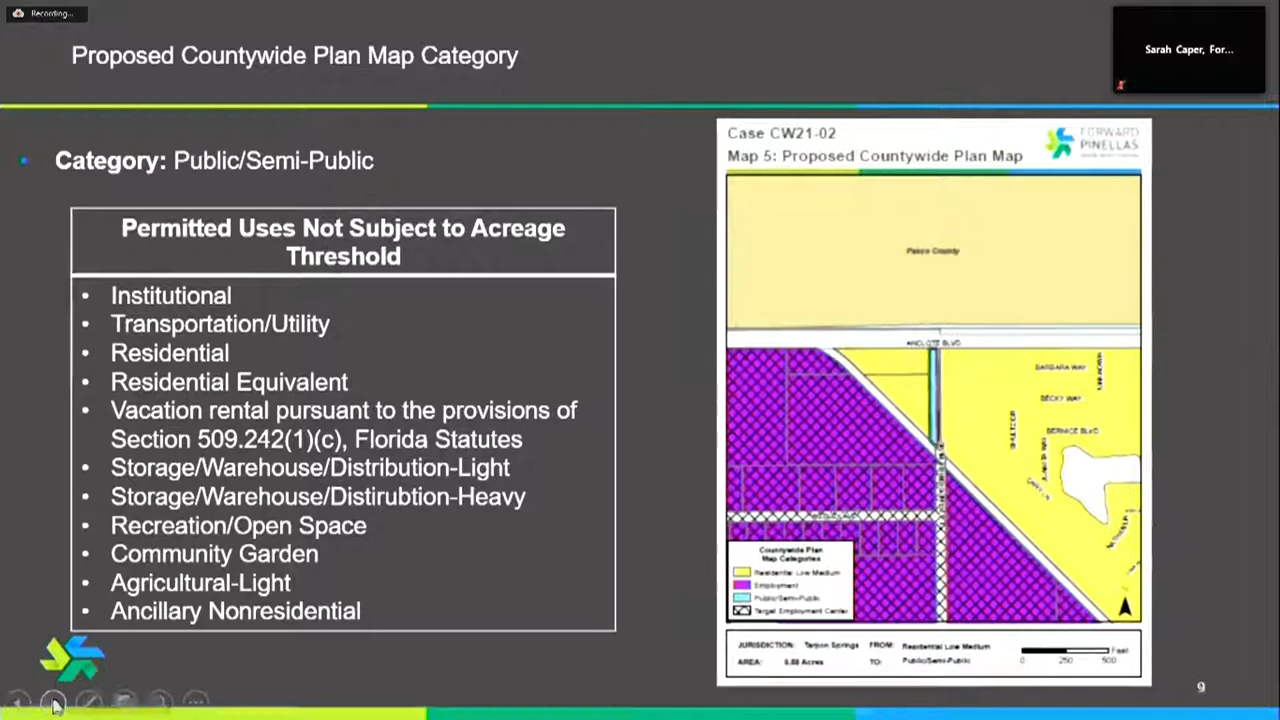 Recording...
Proposed Countywide Plan Map Category
Sarah Caper, For...
• Category: Public/Semi-Public
Permitted Uses Not Subject to Acreage
Threshold
• Institutional
• Transportation/Utility
• Residential
• Residential Equivalent
• Vacation rental pursuant to the provisions of
Section 509.242(1)(c), Florida Statutes
• Storage/Warehouse/Distribution-Light
• Storage/Warehouse/Distirubtion-Heavy
• Recreation/Open Space
• Community Garden
• Agricultural-Light
• Ancillary Nonresidential
Case CW21-02
Map 5: Proposed Countywide Plan Map
FORWARD
PINELLAS
Pasco County
ANCLOTE BLVD
BARBARA WAY
BECKY WAY
BERNICE BLVD
Countywide Plan
Map Categories
Residential Low Medium
Employment
Public/Semi-Public
Target Employment Center
JURISDICTION: Tarpon Springs FROM: Residential Low Medium
AREA: Acres TO: Public/Semi-Public
Feet
0 250 500
9